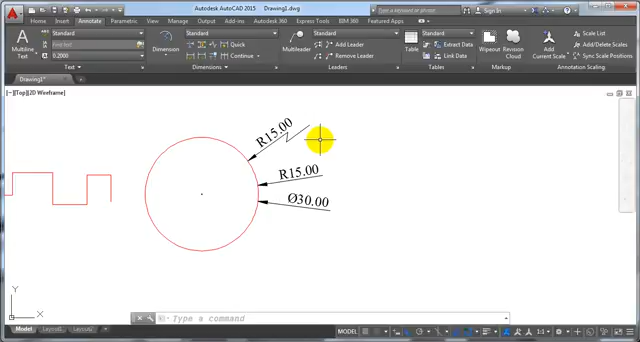 Autodesk AutoCAD 2015 Drawing1.dwg
Type a keyword or phrase
Sign In
Home Insert Annotate Parametric View Manage Output Add-ins Autodesk 360 Express Tools BIM 360 Featured Apps
Multiline Text
Standard
Find text
0.2000
Dimension
Standard
Quick
Continue
Multileader
Standard
Add Leader
Remove Leader
Table
Standard
Extract Data
Link Data
Wipeout
Revision Cloud
Add Current Scale
Scale List
Add/Delete Scales
Sync Scale Positions
Text Dimensions Leaders Tables Markup Annotation Scaling
Drawing1*
[−][Top][2D Wireframe]
R15.00
R15.00
Ø30.00
Y
X
Type a command
Model Layout1 Layout2
MODEL
1:1